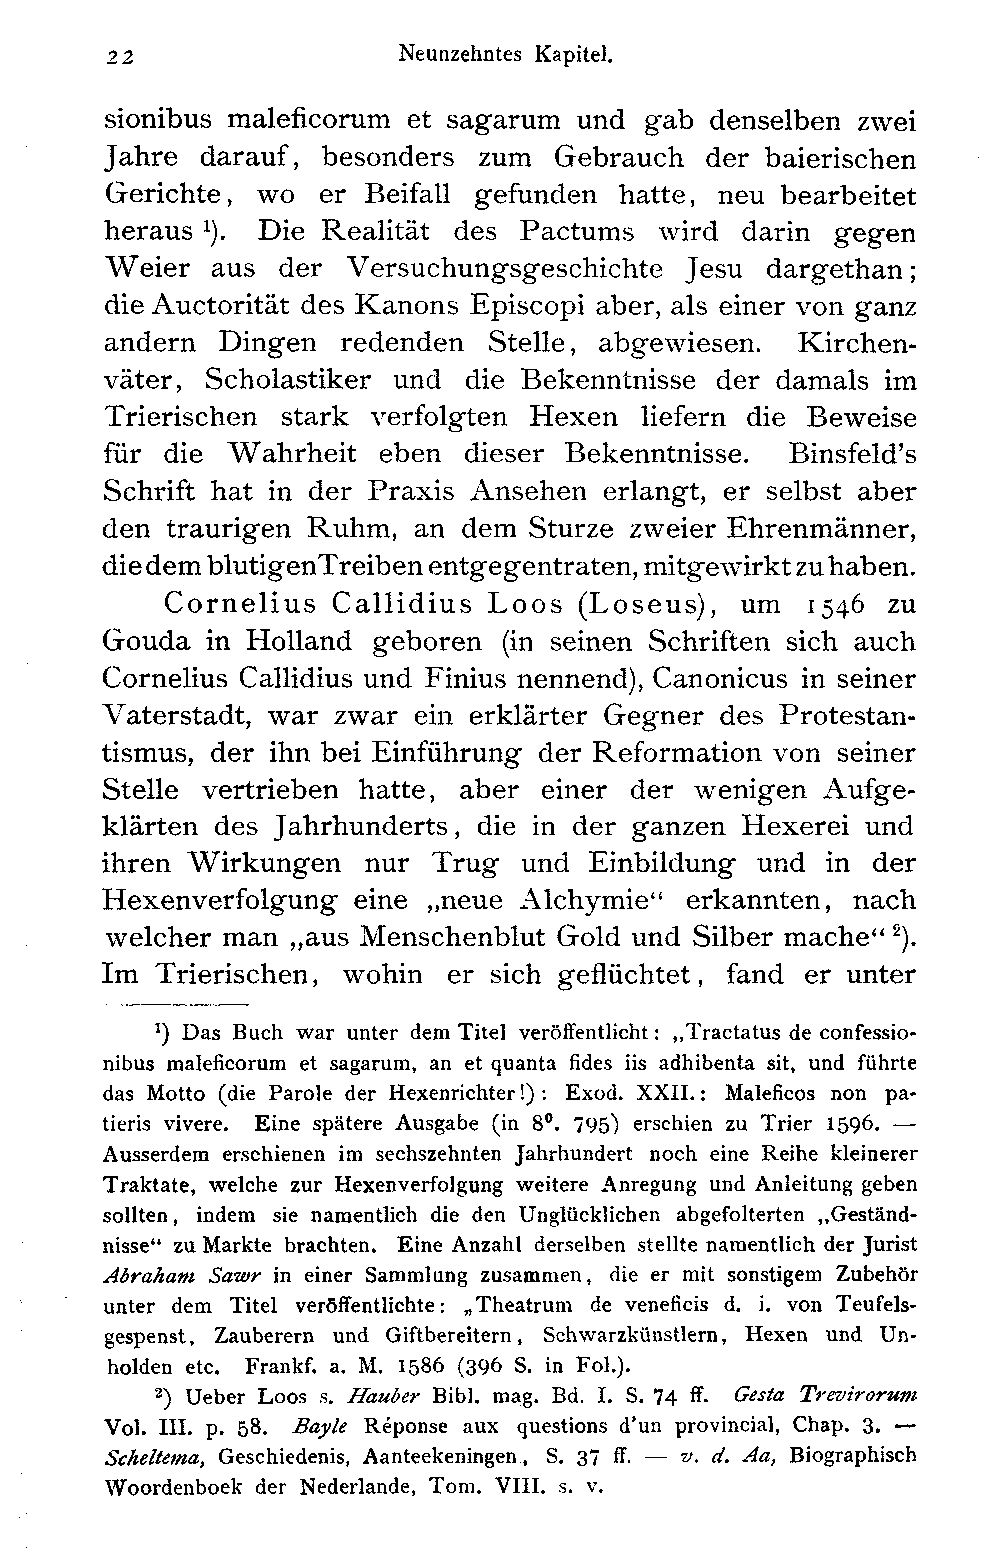 22 Neunzehntes Kapitel.
sionibus maleficorum et sagarum und gab denselben zwei
Jahre darauf, besonders zum Gebrauch der baierischen
Gerichte, wo er Beifall gefunden hatte, neu bearbeitet
heraus ¹). Die Realität des Pactums wird darin gegen
Weier aus der Versuchungsgeschichte Jesu dargethan;
die Auctorität des Kanons Episcopi aber, als einer von ganz
andern Dingen redenden Stelle, abgewiesen. Kirchen-
väter, Scholastiker und die Bekenntnisse der damals im
Trierischen stark verfolgten Hexen liefern die Beweise
für die Wahrheit eben dieser Bekenntnisse. Binsfeld's
Schrift hat in der Praxis Ansehen erlangt, er selbst aber
den traurigen Ruhm, an dem Sturze zweier Ehrenmänner,
die dem blutigen Treiben entgegentraten, mitgewirkt zu haben.
Cornelius Callidius Loos (Loseus), um 1546 zu
Gouda in Holland geboren (in seinen Schriften sich auch
Cornelius Callidius und Finius nennend), Canonicus in seiner
Vaterstadt, war zwar ein erklärter Gegner des Protestan-
tismus, der ihn bei Einführung der Reformation von seiner
Stelle vertrieben hatte, aber einer der wenigen Aufge-
klärten des Jahrhunderts, die in der ganzen Hexerei und
ihren Wirkungen nur Trug und Einbildung und in der
Hexenverfolgung eine „neue Alchymie“ erkannten, nach
welcher man „aus Menschenblut Gold und Silber mache“ ²).
Im Trierischen, wohin er sich geflüchtet, fand er unter
¹) Das Buch war unter dem Titel veröffentlicht: „Tractatus de confessio-
nibus maleficorum et sagarum, an et quanta fides iis adhibenta sit, und führte
das Motto (die Parole der Hexenrichter!): Exod. XXII.: Maleficos non pa-
tieris vivere. Eine spätere Ausgabe (in 8⁰. 795) erschien zu Trier 1596. —
Ausserdem erschienen im sechszehnten Jahrhundert noch eine Reihe kleinerer
Traktate, welche zur Hexenverfolgung weitere Anregung und Anleitung geben
sollten, indem sie namentlich die den Unglücklichen abgefolterten „Geständ-
nisse“ zu Markte brachten. Eine Anzahl derselben stellte namentlich der Jurist
Abraham Sawr in einer Sammlung zusammen, die er mit sonstigem Zubehör
unter dem Titel veröffentlichte: „Theatrum de veneficis d. i. von Teufels-
gespenst, Zauberern und Giftbereitern, Schwarzkünstlern, Hexen und Un-
holden etc. Frankf. a. M. 1586 (396 S. in Fol.).
²) Ueber Loos s. Hauber Bibl. mag. Bd. I. S. 74 ff. Gesta Trevirorum
Vol. III. p. 58. Bayle Réponse aux questions d'un provincial, Chap. 3. —
Scheltema, Geschiedenis, Aanteekeningen, S. 37 ff. — v. d. Aa, Biographisch
Woordenboek der Nederlande, Tom. VIII. s. v.